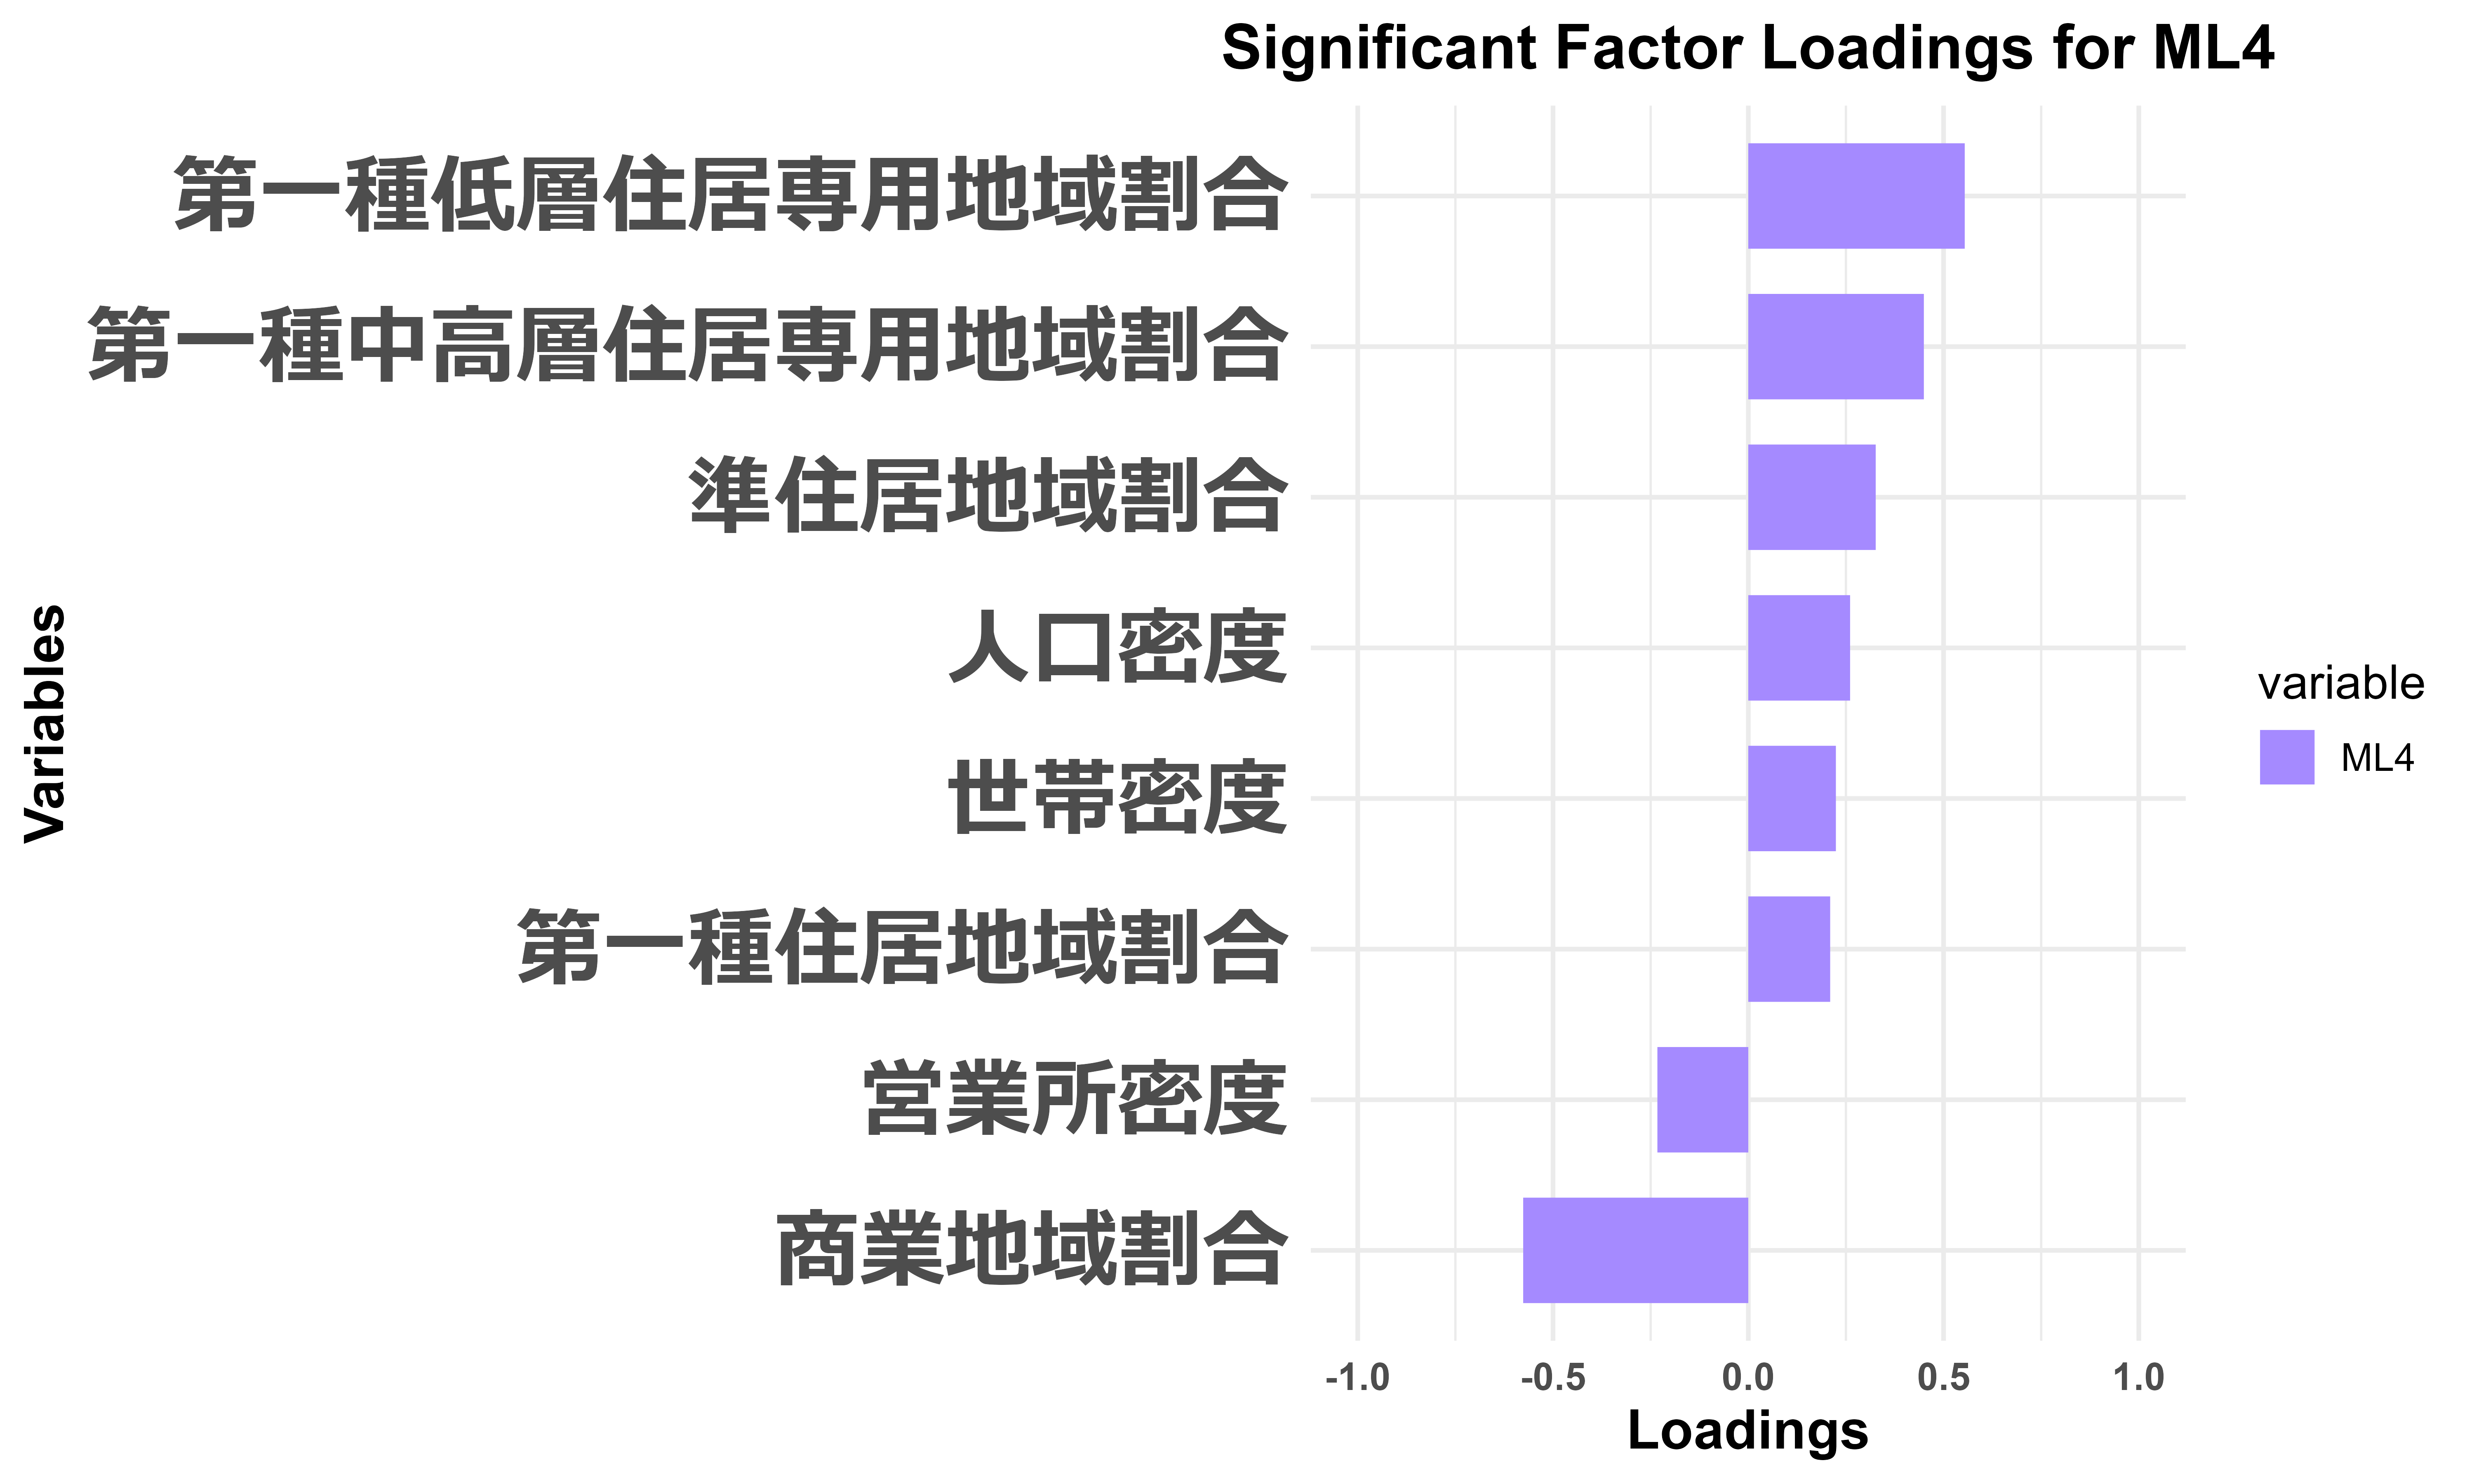 Significant Factor Loadings for ML4
第一種低層住居専用地域割合
第一種中高層住居専用地域割合
準住居地域割合
人口密度
世帯密度
第一種住居地域割合
営業所密度
商業地域割合
Variables
-1.0 -0.5 0.0 0.5 1.0
Loadings
variable
ML4